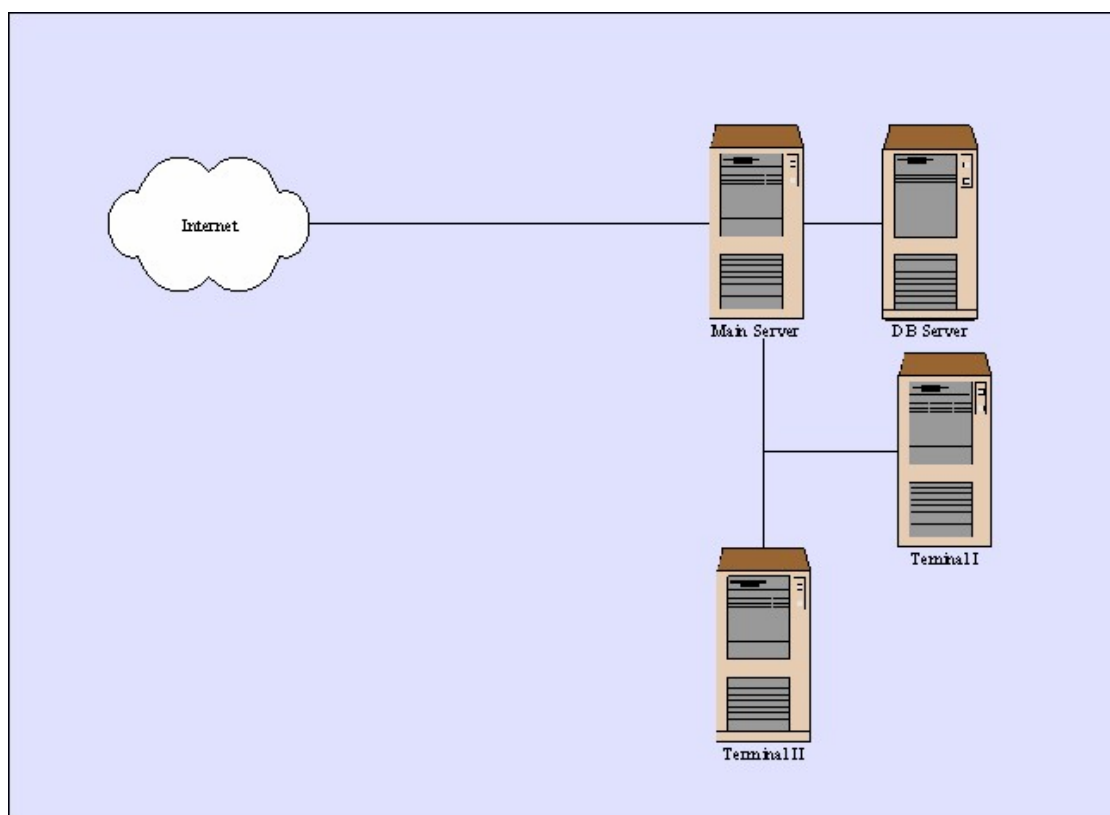 Internet
Main Server
DB Server
Terminal I
Terminal II